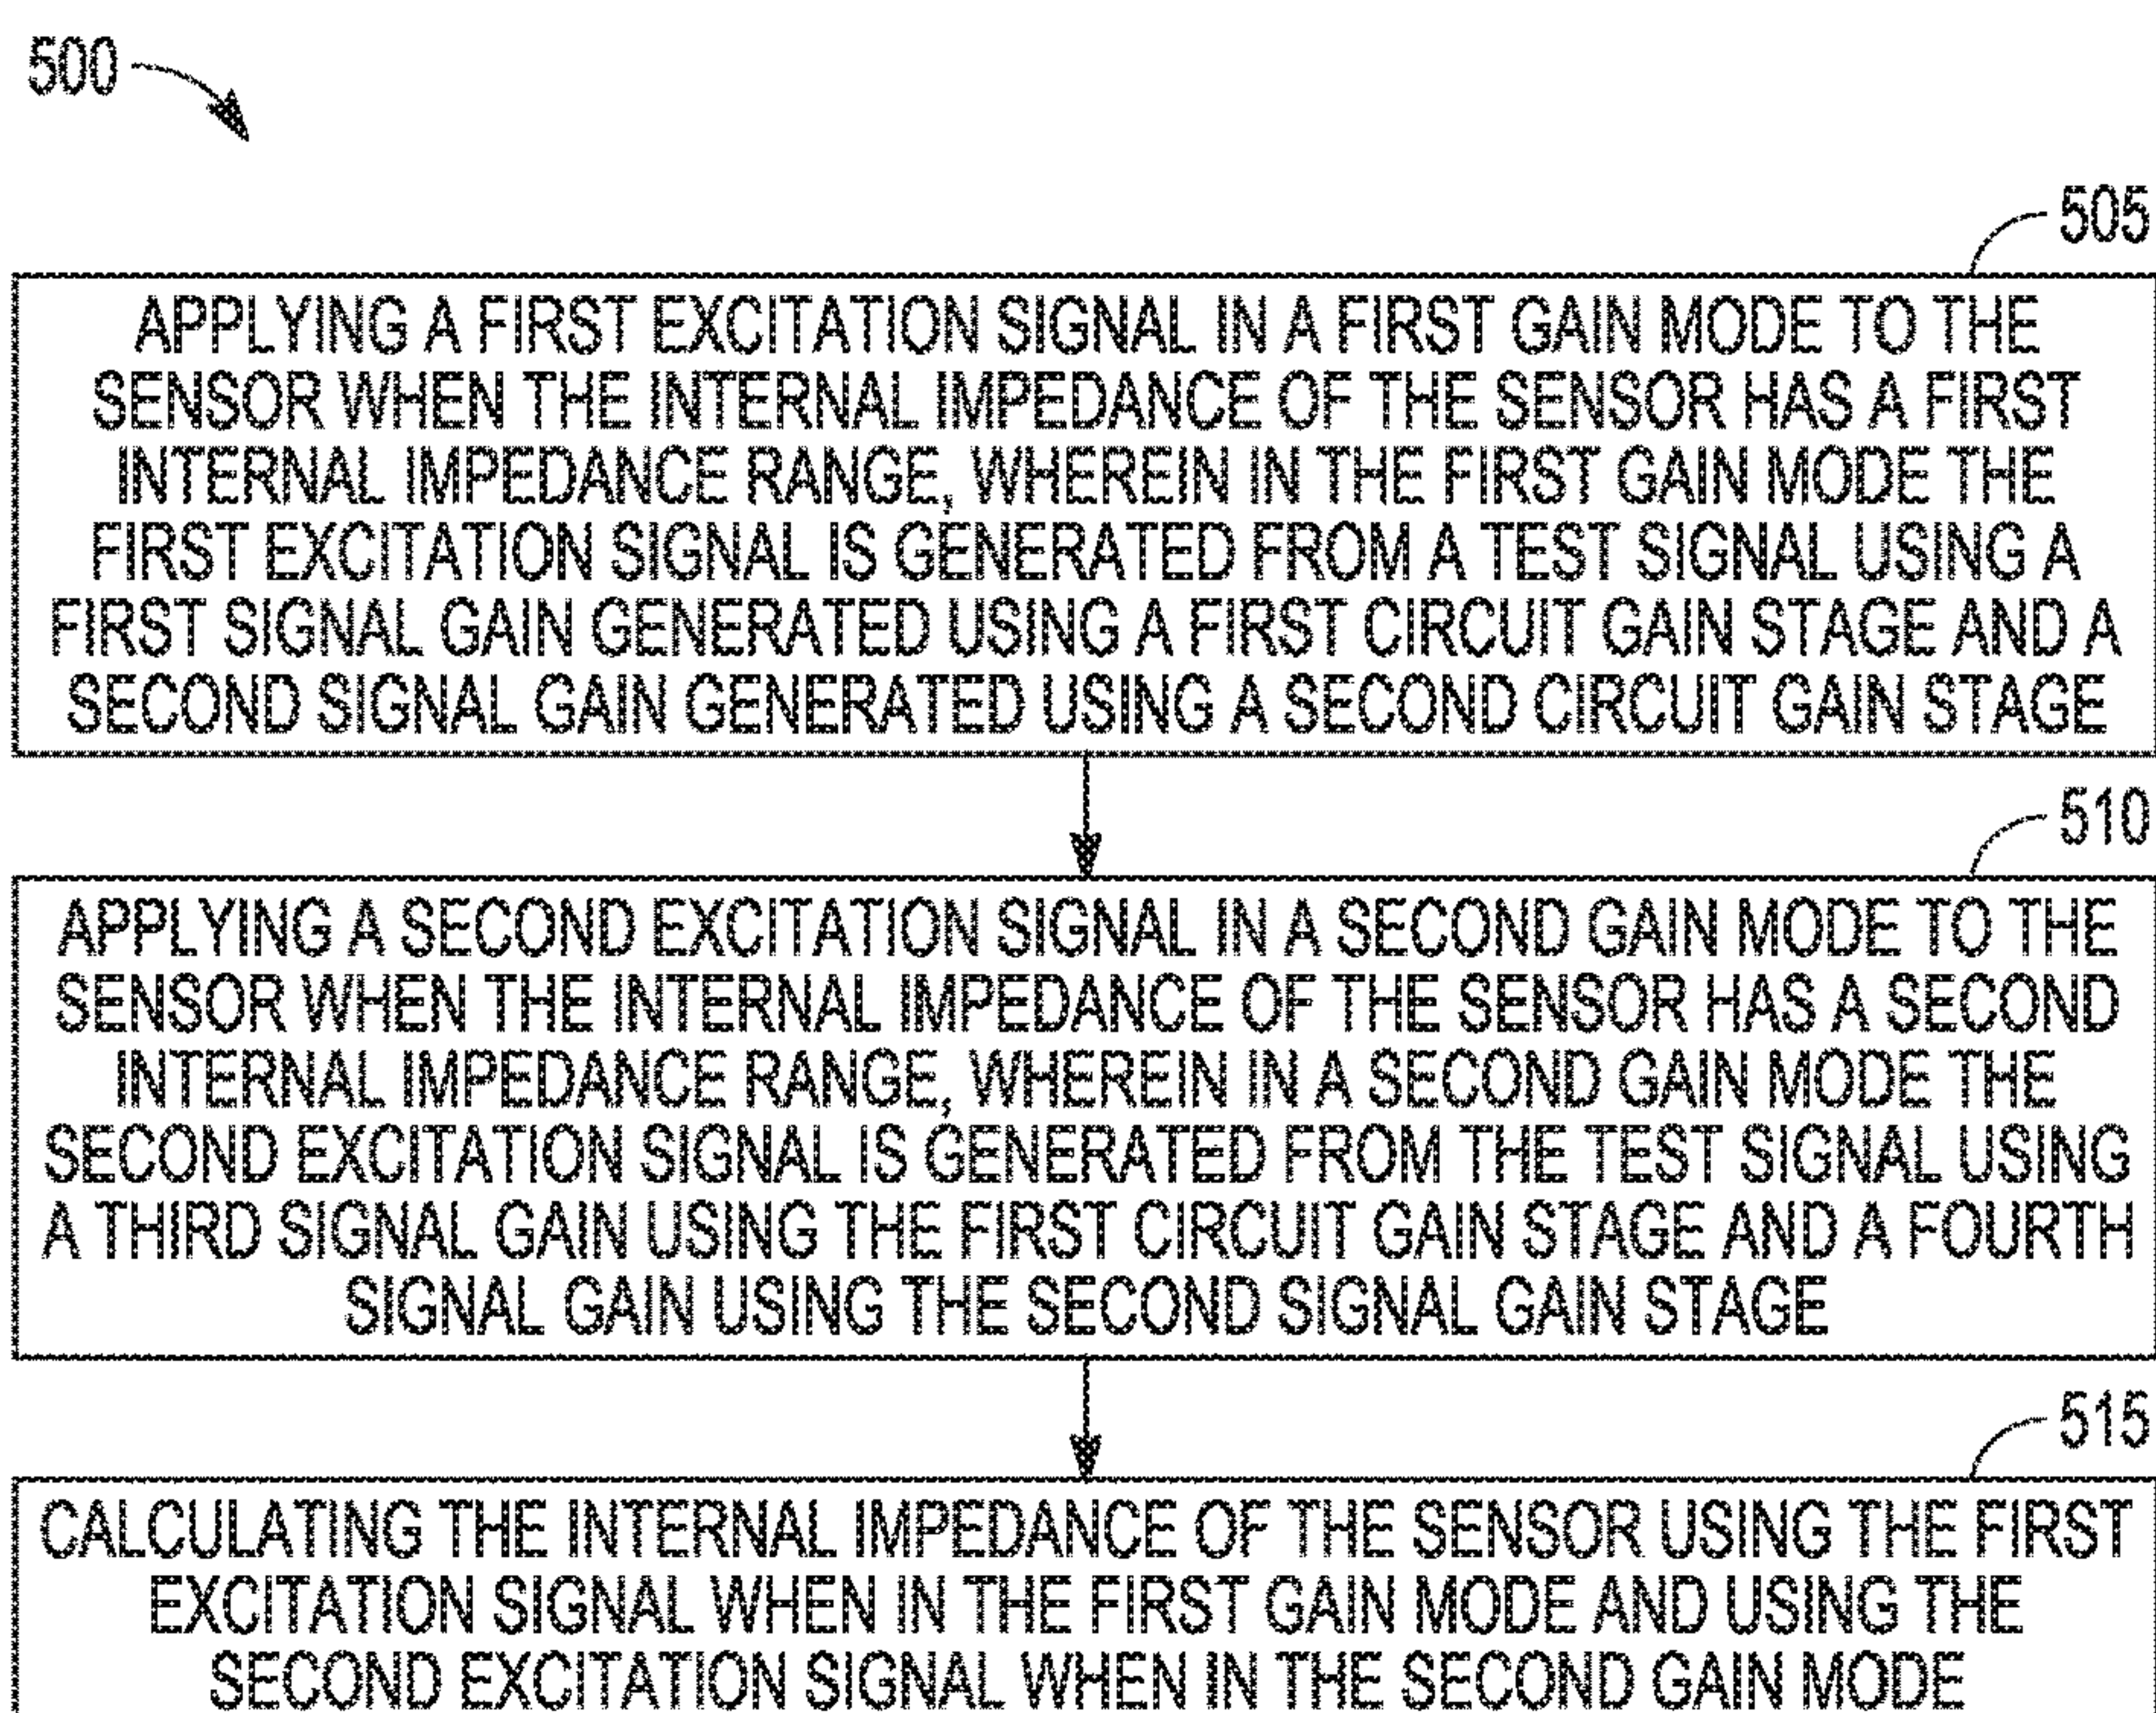 500
505
APPLYING A FIRST EXCITATION SIGNAL IN A FIRST GAIN MODE TO THE
SENSOR WHEN THE INTERNAL IMPEDANCE OF THE SENSOR HAS A FIRST
INTERNAL IMPEDANCE RANGE, WHEREIN IN THE FIRST GAIN MODE THE
FIRST EXCITATION SIGNAL IS GENERATED FROM A TEST SIGNAL USING A
FIRST SIGNAL GAIN GENERATED USING A FIRST CIRCUIT GAIN STAGE AND A
SECOND SIGNAL GAIN GENERATED USING A SECOND CIRCUIT GAIN STAGE
510
APPLYING A SECOND EXCITATION SIGNAL IN A SECOND GAIN MODE TO THE
SENSOR WHEN THE INTERNAL IMPEDANCE OF THE SENSOR HAS A SECOND
INTERNAL IMPEDANCE RANGE, WHEREIN IN A SECOND GAIN MODE THE
SECOND EXCITATION SIGNAL IS GENERATED FROM THE TEST SIGNAL USING
A THIRD SIGNAL GAIN USING THE FIRST CIRCUIT GAIN STAGE AND A FOURTH
SIGNAL GAIN USING THE SECOND SIGNAL GAIN STAGE
515
CALCULATING THE INTERNAL IMPEDANCE OF THE SENSOR USING THE FIRST
EXCITATION SIGNAL WHEN IN THE FIRST GAIN MODE AND USING THE
SECOND EXCITATION SIGNAL WHEN IN THE SECOND GAIN MODE